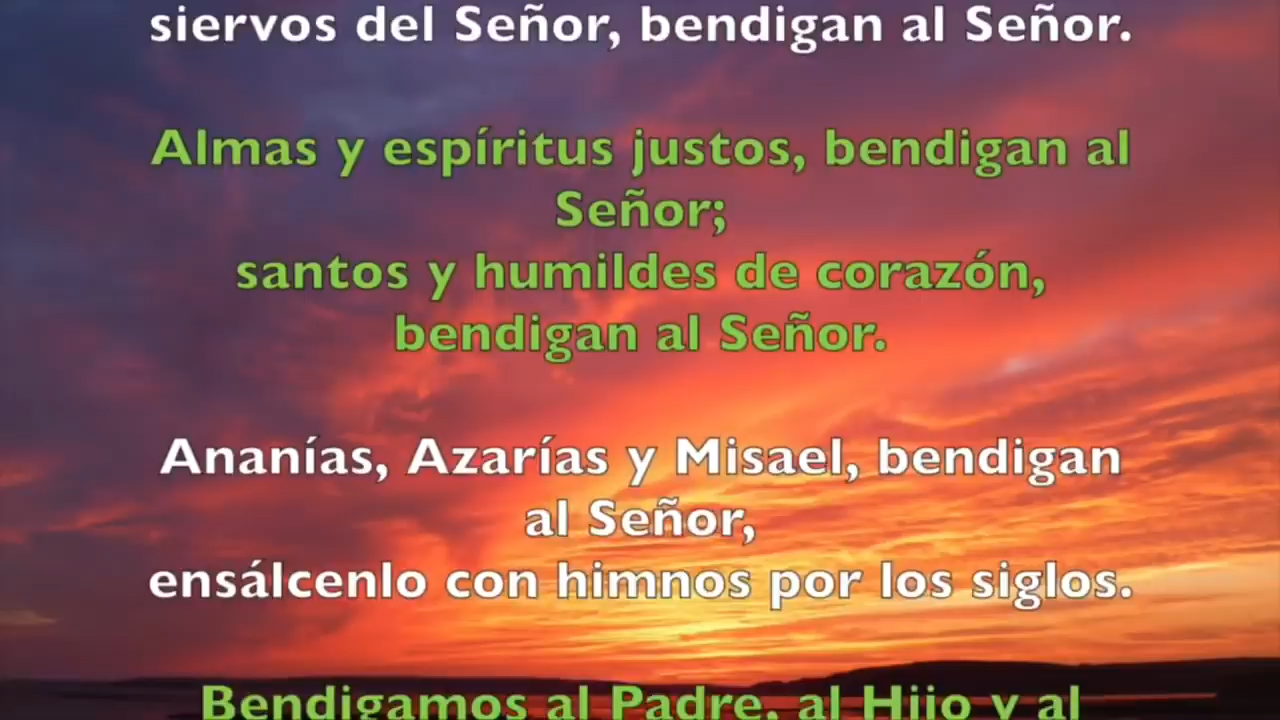 siervos del Señor, bendigan al Señor.
Almas y espíritus justos, bendigan al
Señor;
santos y humildes de corazón,
bendigan al Señor.
Ananías, Azarías y Misael, bendigan
al Señor,
ensálcenlo con himnos por los siglos.
Bendigamos al Padre, al Hijo y al